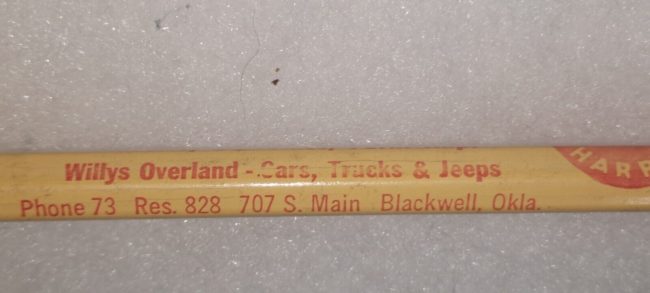 Willys Overland - Cars, Trucks & Jeeps
Phone 73 Res. 828 707 S. Main Blackwell, Okla.